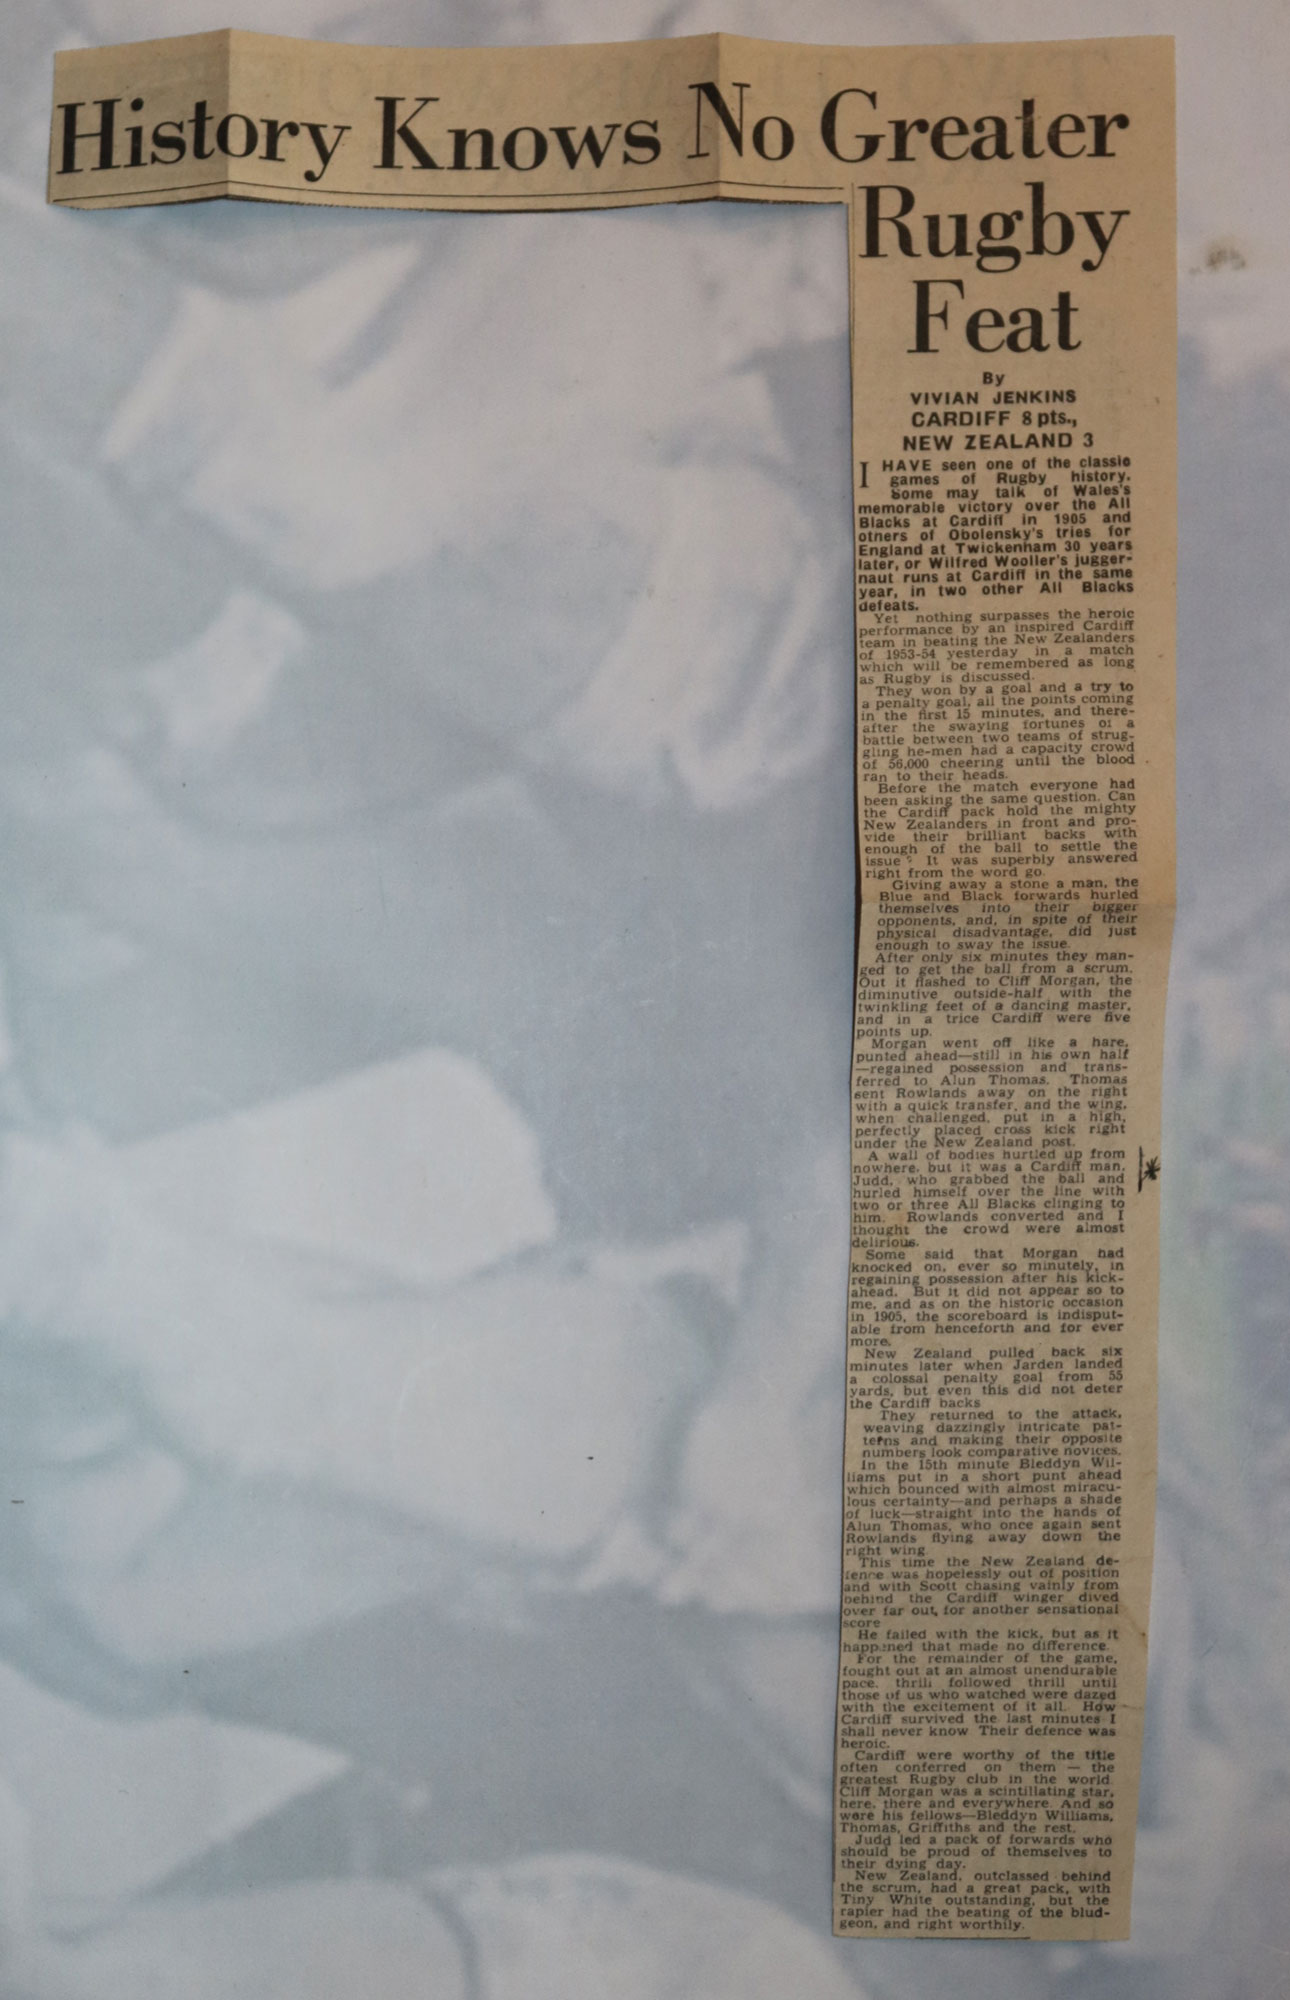 History Knows No Greater
Rugby
Feat
By
VIVIAN JENKINS
CARDIFF 8 pts.,
NEW ZEALAND 3
I HAVE seen one of the classic
games of Rugby history.
Some may talk of Wales's
memorable victory over the All
Blacks at Cardiff in 1905 and
others of Obolensky's tries for
England at Twickenham 30 years
later, or Wilfred Wooller's jugger-
naut runs at Cardiff in the same
year, in two other All Blacks
defeats.
Yet nothing surpasses the heroic
performance by an inspired Cardiff
team in beating the New Zealanders
of 1953-54 yesterday in a match
which will be remembered as long
as Rugby is discussed.
They won by a goal and a try to
a penalty goal, all the points coming
in the first 15 minutes, and there-
after the swaying fortunes of a
battle between two teams of strug-
gling he-men had a capacity crowd
of 56,000 cheering until the blood
ran to their heads.
Before the match everyone had
been asking the same question. Can
the Cardiff pack hold the mighty
New Zealanders in front and pro-
vide their brilliant backs with
enough of the ball to settle the
issue? It was superbly answered
right from the word go.
Giving away a stone a man, the
Blue and Black forwards hurled
themselves into their bigger
opponents, and, in spite of their
physical disadvantage, did just
enough to sway the issue.
After only six minutes they man-
ged to get the ball from a scrum.
Out it flashed to Cliff Morgan, the
diminutive outside-half with the
twinkling feet of a dancing master,
and in a trice Cardiff were five
points up.
Morgan went off like a hare,
punted ahead—still in his own half
—regained possession and trans-
ferred to Alun Thomas. Thomas
sent Rowlands away on the right
with a quick transfer, and the wing,
when challenged, put in a high,
perfectly placed cross kick right
under the New Zealand post.
A wall of bodies hurtled up from
nowhere, but it was a Cardiff man,
Judd, who grabbed the ball and
hurled himself over the line with
two or three All Blacks clinging to
him. Rowlands converted and I
thought the crowd were almost
delirious.
Some said that Morgan had
knocked on, ever so minutely, in
regaining possession after his kick-
ahead. But it did not appear so to
me, and as on the historic occasion
in 1905, the scoreboard is indisput-
able from henceforth and for ever
more.
New Zealand pulled back six
minutes later when Jarden landed
a colossal penalty goal from 55
yards, but even this did not deter
the Cardiff backs
They returned to the attack,
weaving dazzingly intricate pat-
terns and making their opposite
numbers look comparative novices.
In the 15th minute Bleddyn Wil-
liams put in a short punt ahead
which bounced with almost miracu-
lous certainty—and perhaps a shade
of luck—straight into the hands of
Alun Thomas, who once again sent
Rowlands flying away down the
right wing
This time the New Zealand de-
fence was hopelessly out of position
and with Scott chasing vainly from
behind the Cardiff winger dived
over far out, for another sensational
score
He failed with the kick, but as it
happened that made no difference.
For the remainder of the game,
fought out at an almost unendurable
pace, thrill followed thrill until
those of us who watched were dazed
with the excitement of it all. How
Cardiff survived the last minutes I
shall never know Their defence was
heroic.
Cardiff were worthy of the title
often conferred on them — the
greatest Rugby club in the world.
Cliff Morgan was a scintillating star,
here, there and everywhere. And so
were his fellows—Bleddyn Williams,
Thomas, Griffiths and the rest.
Judd led a pack of forwards who
should be proud of themselves to
their dying day.
New Zealand, outclassed behind
the scrum, had a great pack, with
Tiny White outstanding, but the
rapier had the beating of the blud-
geon, and right worthily.